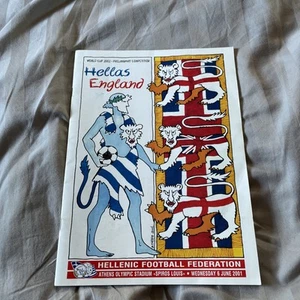 WORLD CUP 2002 - PRELIMINARY COMPETITION
Hellas
England
HELLENIC FOOTBALL FEDERATION
ATHENS OLYMPIC STADIUM «SPIROS LOUIS» • WEDNESDAY 6 JUNE 2001